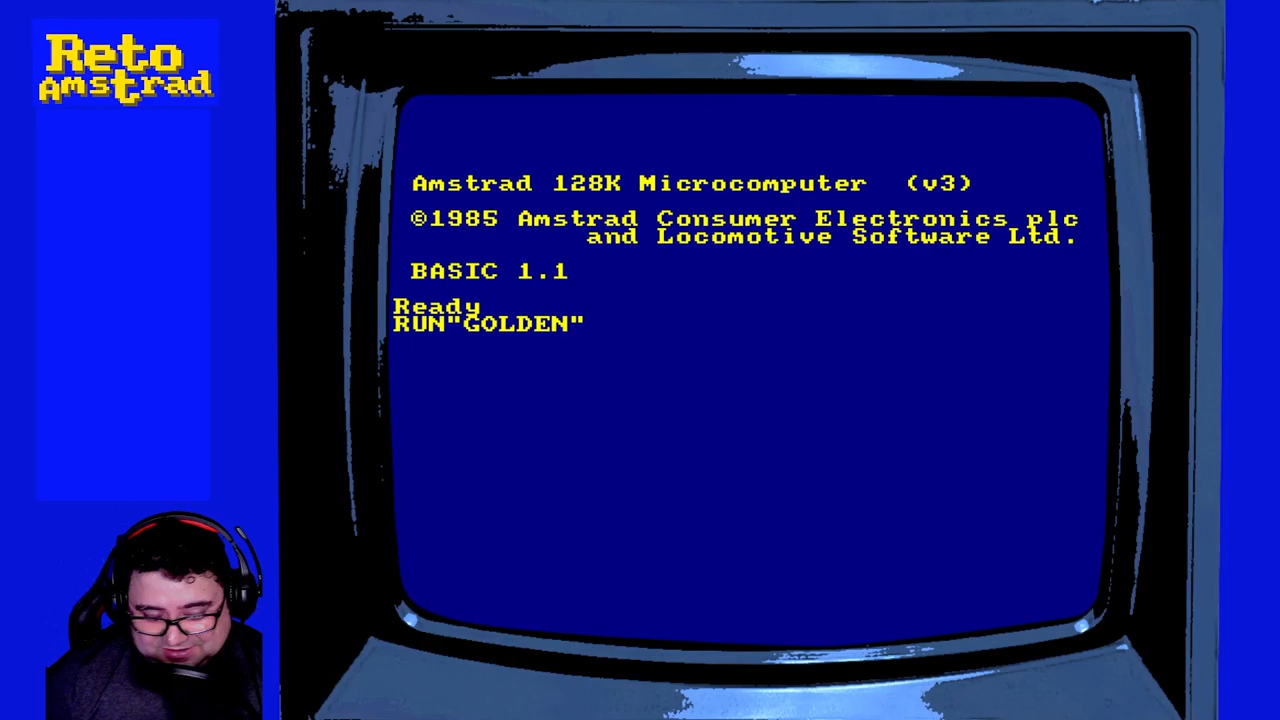 Reto
Amstrad
Amstrad 128K Microcomputer (v3)
©1985 Amstrad Consumer Electronics plc
and Locomotive Software Ltd.
BASIC 1.1
Ready
RUN"GOLDEN"